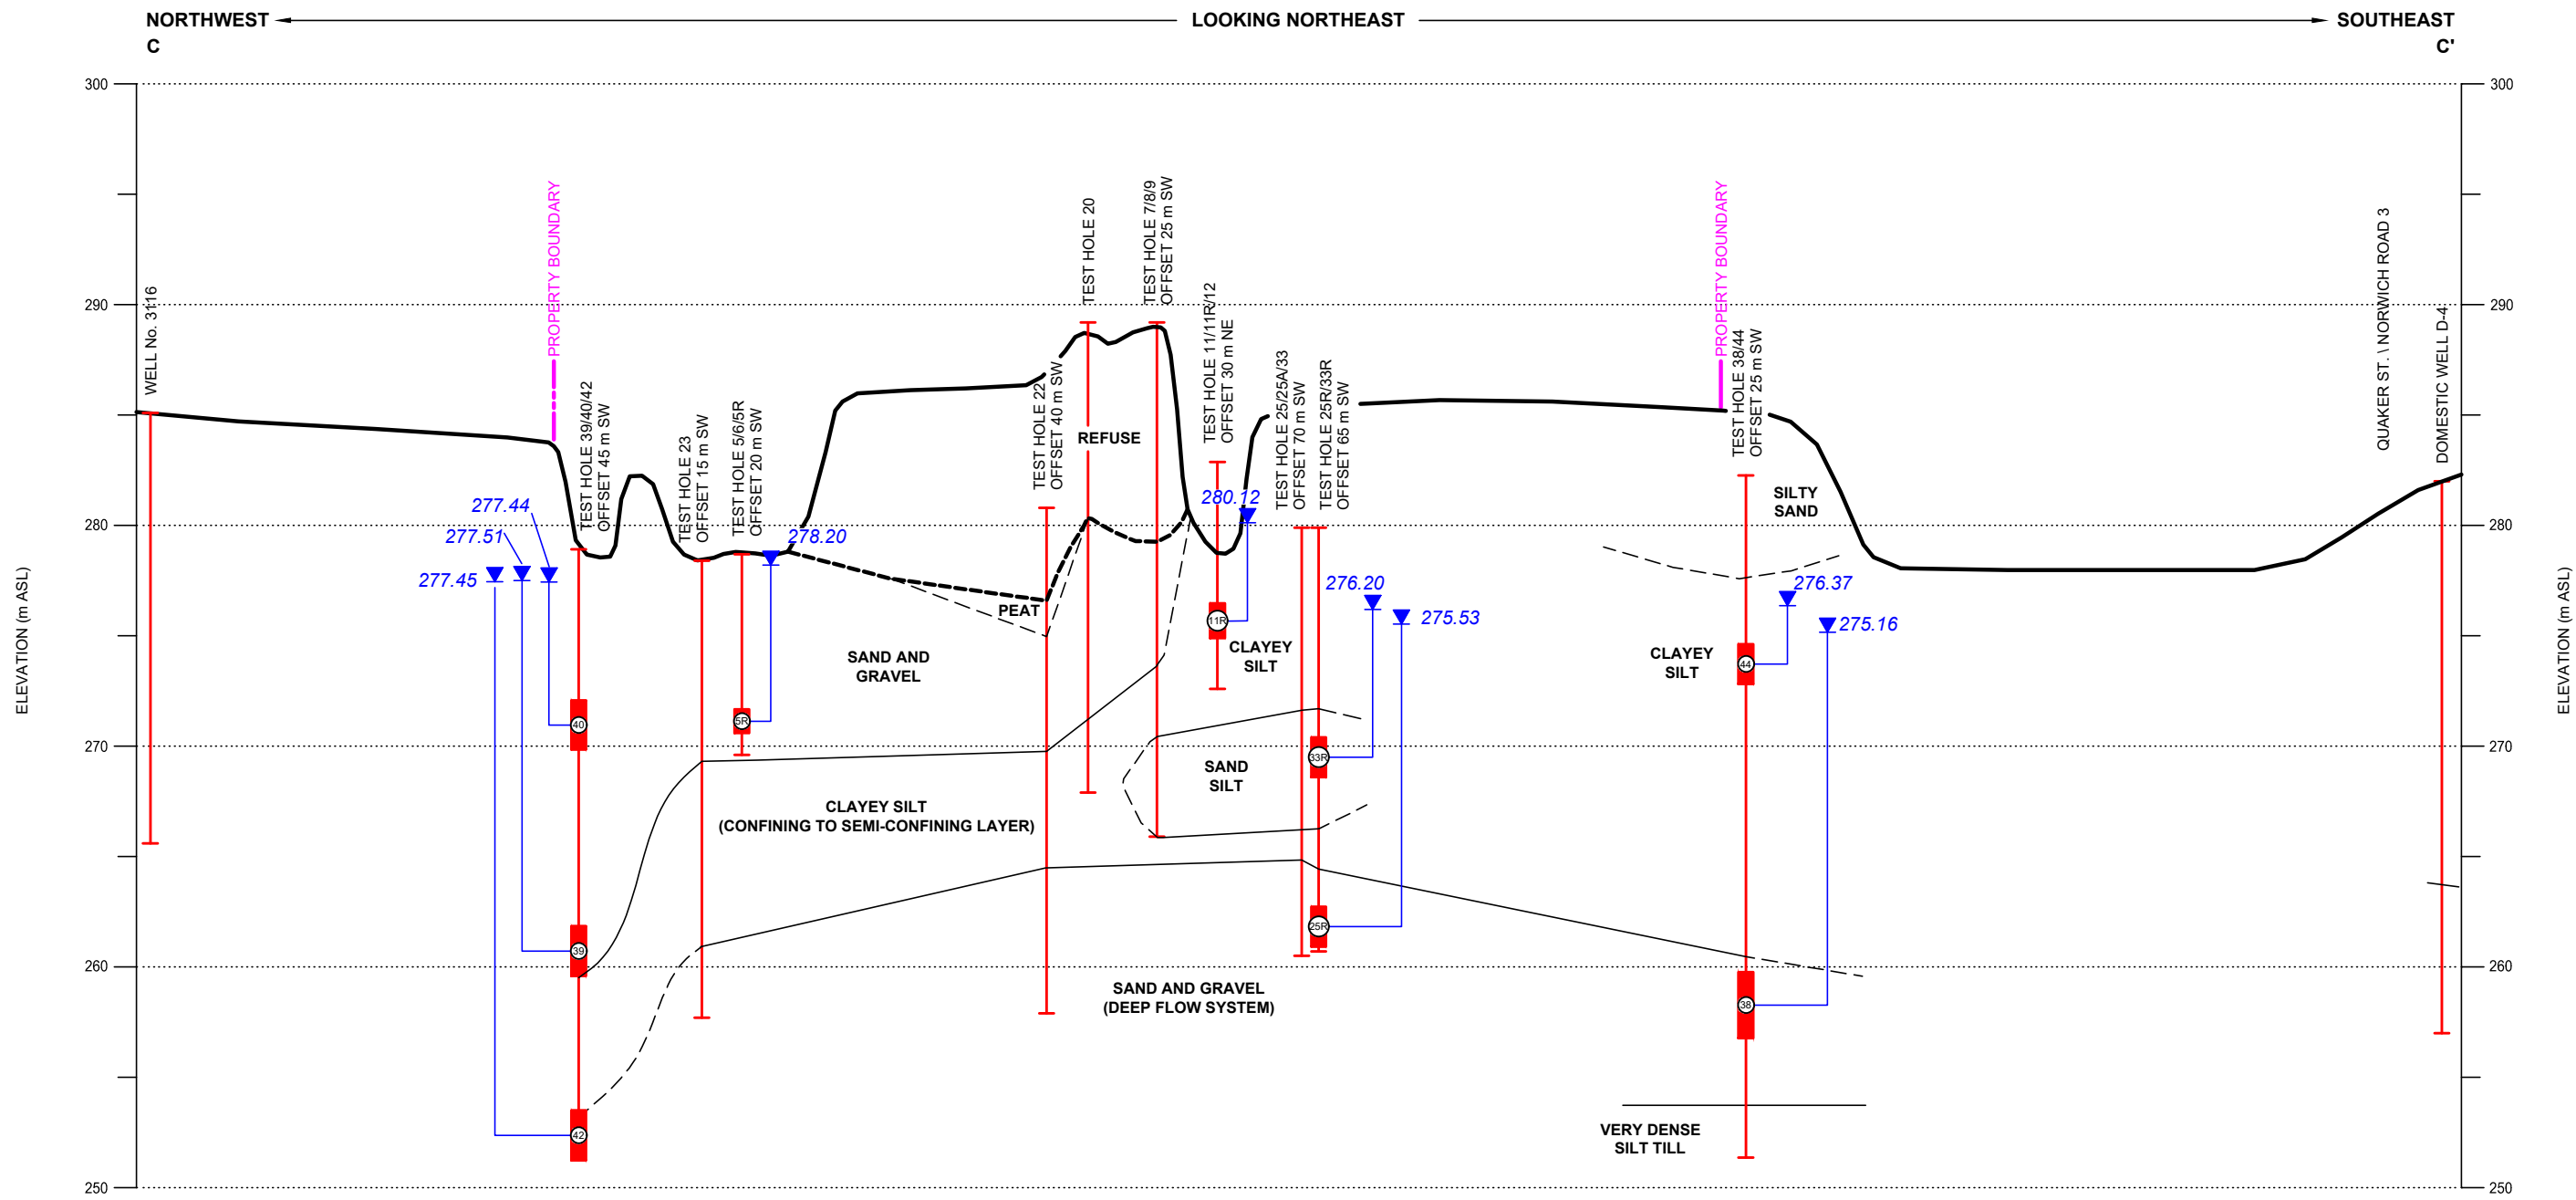 NORTHWEST
LOOKING NORTHEAST
SOUTHEAST
C
C'
300
300
290
290
280
280
270
270
260
260
250
250
ELEVATION (m ASL)
ELEVATION (m ASL)
WELL No. 3116
PROPERTY BOUNDARY
TEST HOLE 39/40/42
OFFSET 45 m SW
TEST HOLE 23
OFFSET 15 m SW
TEST HOLE 5/6/5R
OFFSET 20 m SW
TEST HOLE 22
OFFSET 40 m SW
TEST HOLE 20
TEST HOLE 7/8/9
OFFSET 25 m SW
TEST HOLE 11/11R/12
OFFSET 30 m NE
TEST HOLE 25/25A/33
OFFSET 70 m SW
TEST HOLE 25R/33R
OFFSET 65 m SW
PROPERTY BOUNDARY
TEST HOLE 38/44
OFFSET 25 m SW
QUAKER ST. \ NORWICH ROAD 3
DOMESTIC WELL D-4
277.44
277.51
277.45
278.20
280.12
276.20
275.53
276.37
275.16
REFUSE
PEAT
SAND AND
GRAVEL
CLAYEY
SILT
SAND
SILT
CLAYEY SILT
(CONFINING TO SEMI-CONFINING LAYER)
SAND AND GRAVEL
(DEEP FLOW SYSTEM)
SILTY
SAND
CLAYEY
SILT
VERY DENSE
SILT TILL
40
39
42
5R
11R
33R
25R
44
38